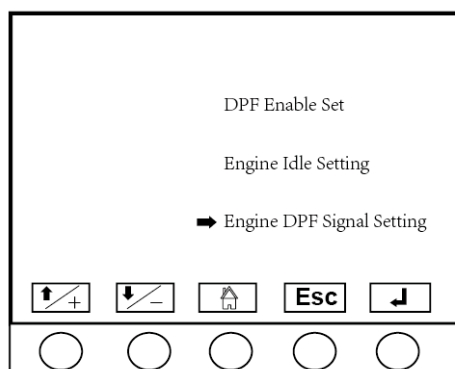 DPF Enable Set
Engine Idle Setting
Engine DPF Signal Setting
+ - Esc